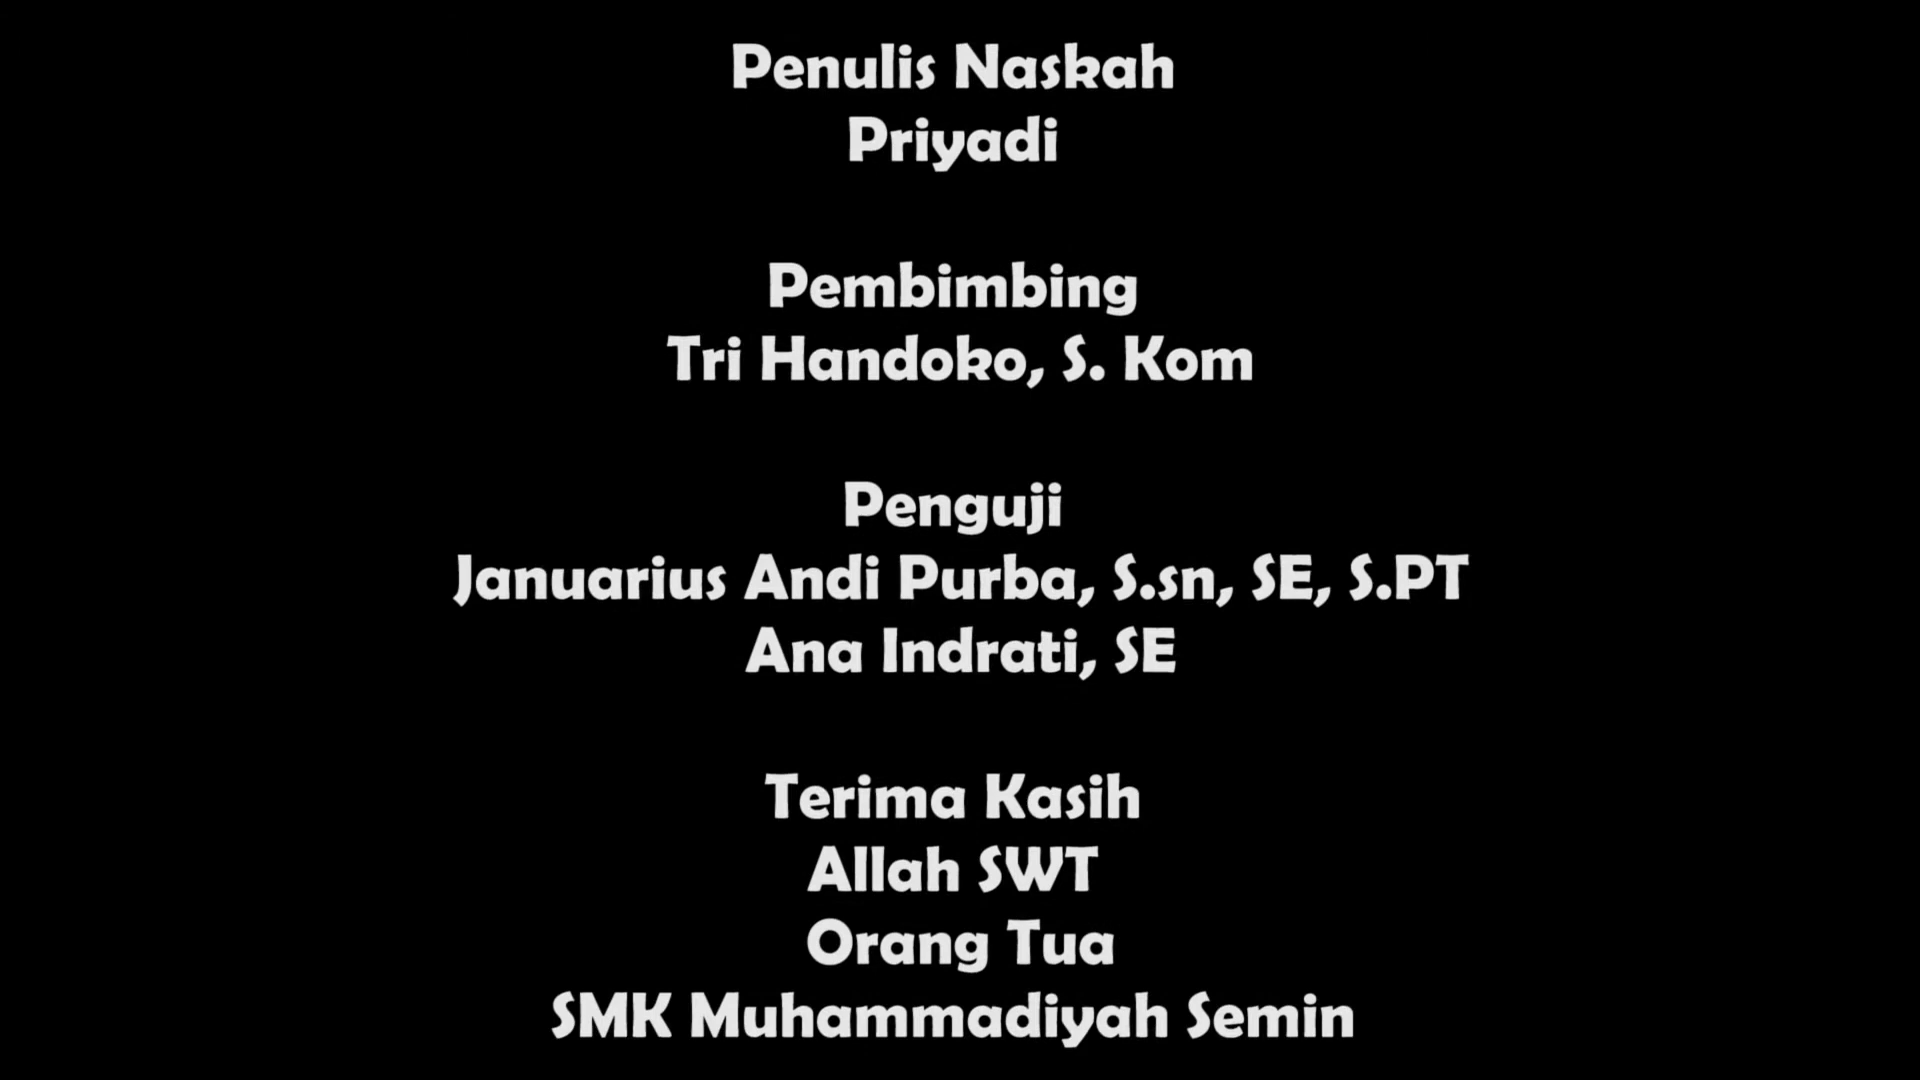 Penulis Naskah
Priyadi
Pembimbing
Tri Handoko, S. Kom
Penguji
Januarius Andi Purba, S.sn, SE, S.PT
Ana Indrati, SE
Terima Kasih
Allah SWT
Orang Tua
SMK Muhammadiyah Semin